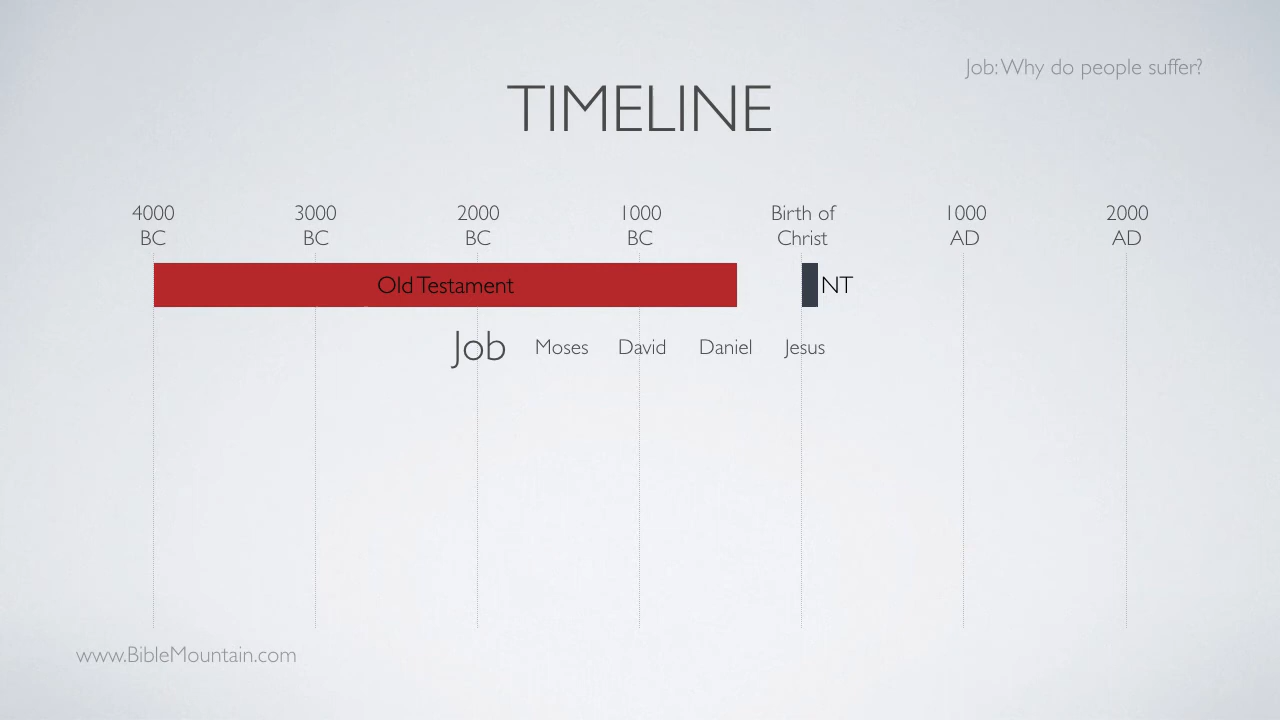 Job: Why do people suffer?
TIMELINE
4000 BC
3000 BC
2000 BC
1000 BC
Birth of Christ
1000 AD
2000 AD
Old Testament
NT
Job Moses David Daniel Jesus
www.BibleMountain.com